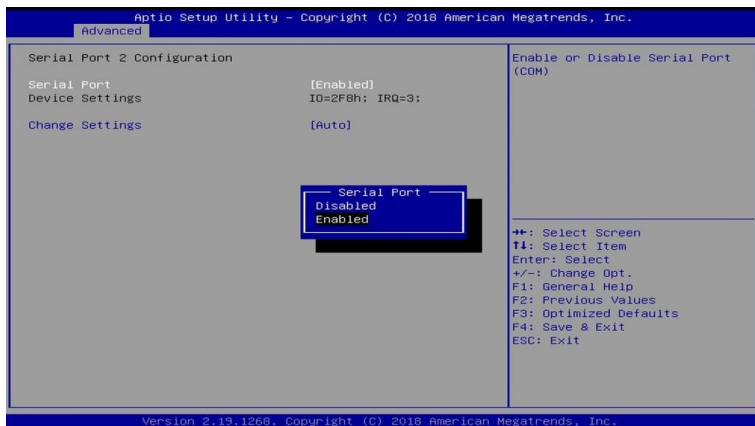 Aptio Setup Utility – Copyright (C) 2018 American Megatrends, Inc.
Advanced
Serial Port 2 Configuration
Serial Port [Enabled]
Device Settings IO=2F8h; IRQ=3;
Change Settings [Auto]
Serial Port
Disabled
Enabled
Enable or Disable Serial Port
(COM)
→←: Select Screen
↑↓: Select Item
Enter: Select
+/-: Change Opt.
F1: General Help
F2: Previous Values
F3: Optimized Defaults
F4: Save & Exit
ESC: Exit
Version 2.19.1268. Copyright (C) 2018 American Megatrends, Inc.